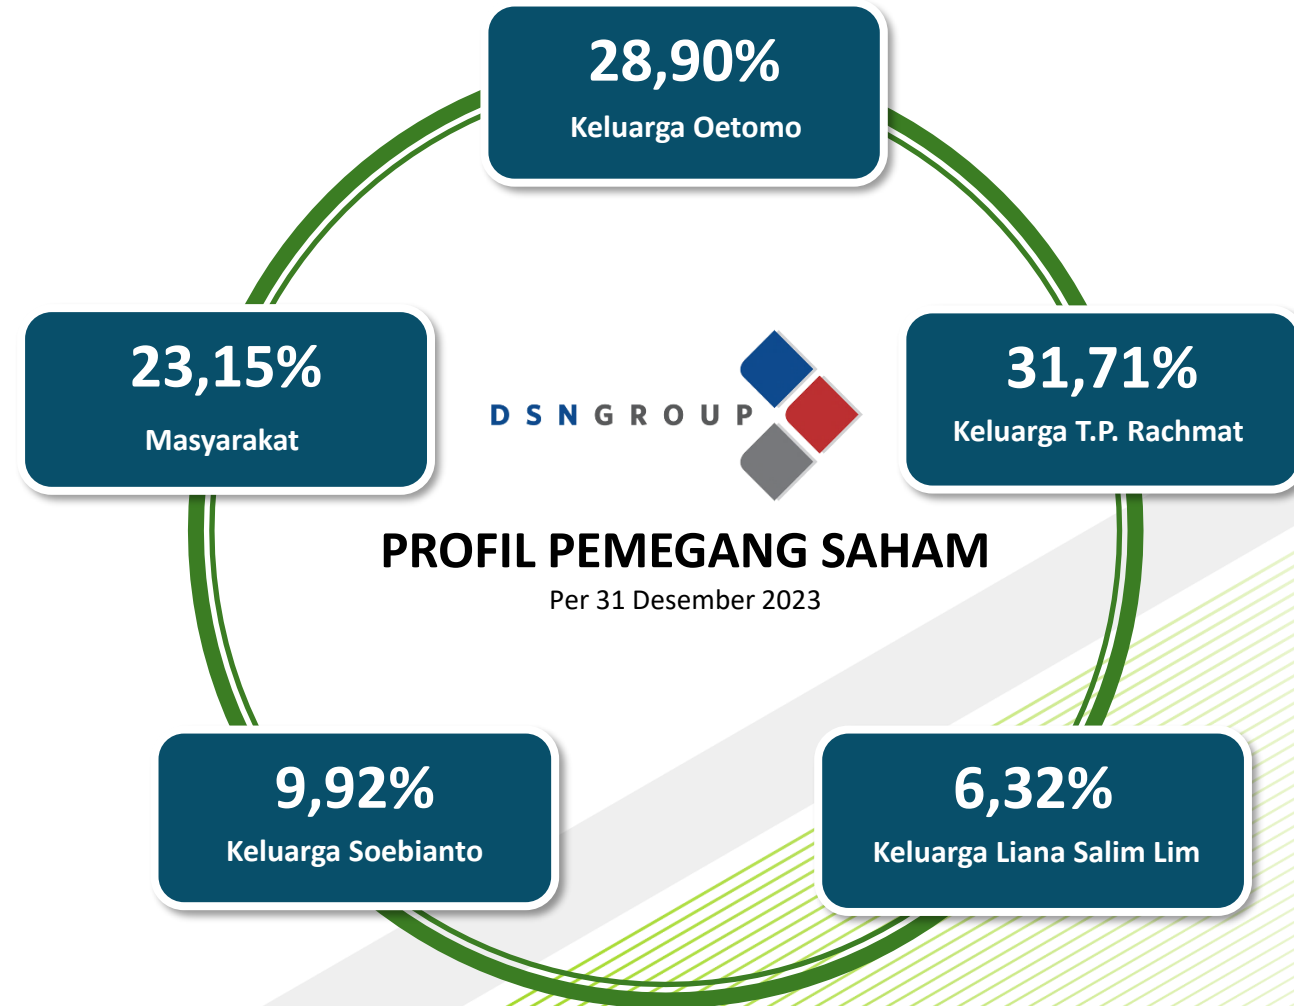 28,90%
Keluarga Oetomo
23,15%
Masyarakat
31,71%
Keluarga T.P. Rachmat
DSNGROUP
PROFIL PEMEGANG SAHAM
Per 31 Desember 2023
9,92%
Keluarga Soebianto
6,32%
Keluarga Liana Salim Lim